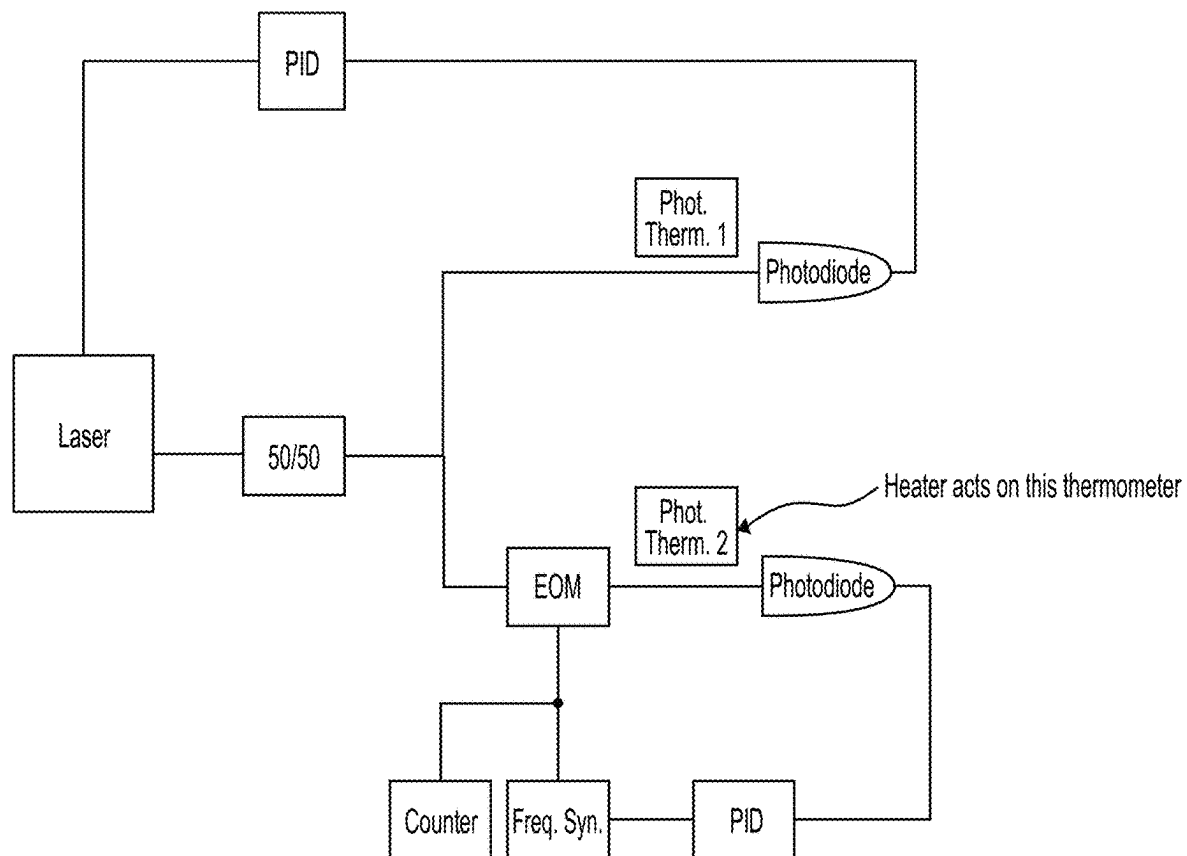 PID
Phot.
Therm. 1
Photodiode
Laser
50/50
Heater acts on this thermometer
Phot.
Therm. 2
EOM
Photodiode
Counter
Freq. Syn.
PID